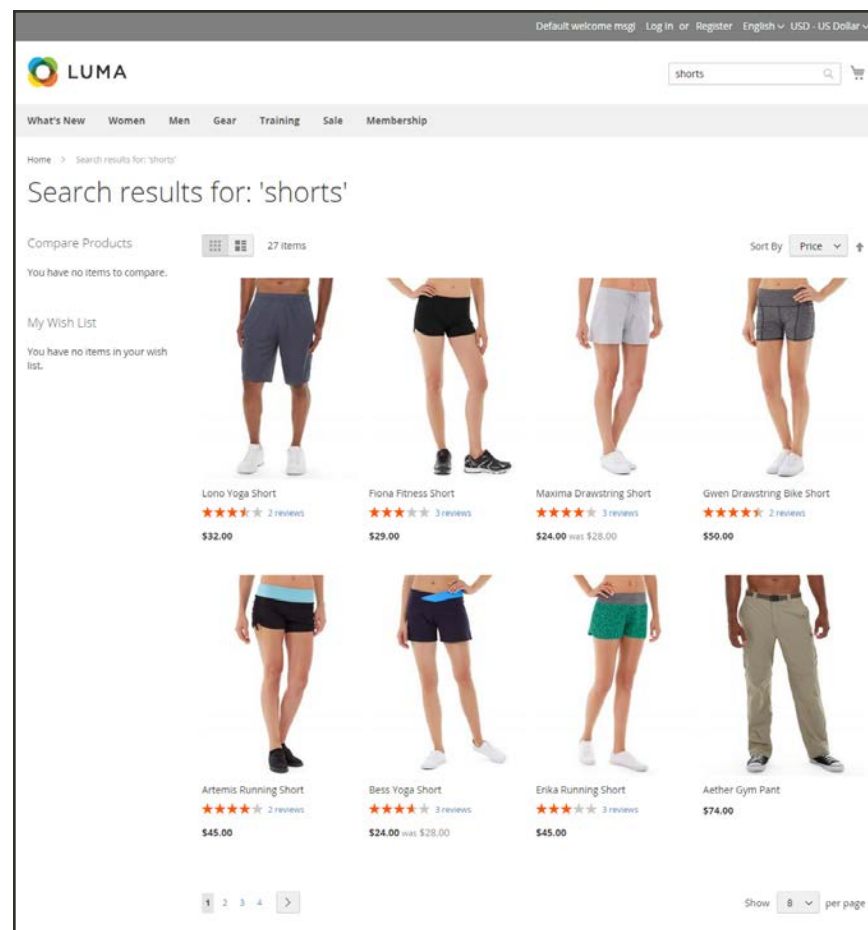 Default welcome msg! Log In or Register English USD - US Dollar
LUMA
shorts
What's New Women Men Gear Training Sale Membership
Home > Search results for: 'shorts'
Search results for: 'shorts'
Compare Products
27 items
Sort By Price
You have no items to compare.
My Wish List
You have no items in your wish
list.
Lono Yoga Short Fiona Fitness Short Maxima Drawstring Short Gwen Drawstring Bike Short
2 reviews 3 reviews 3 reviews 2 reviews
$32.00 $29.00 $24.00 was $28.00 $50.00
Artemis Running Short Bess Yoga Short Erika Running Short Aether Gym Pant
2 reviews 3 reviews 3 reviews $74.00
$45.00 $24.00 was $28.00 $45.00
1 2 3 4 >
Show 8 per page